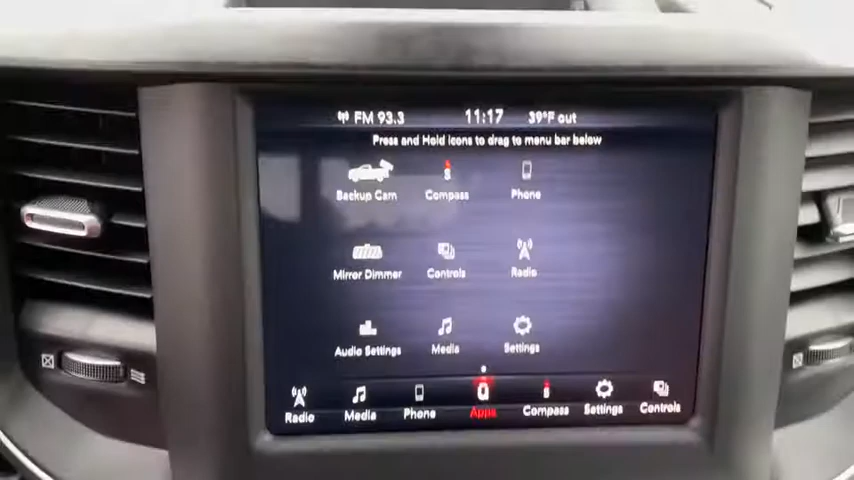 FM 93.3 11:17 39°F out
Press and Hold icons to drag to menu bar below
Backup Cam Compass Phone
Mirror Dimmer Controls Radio
Audio Settings Media Settings
Radio Media Phone Apps Compass Settings Controls